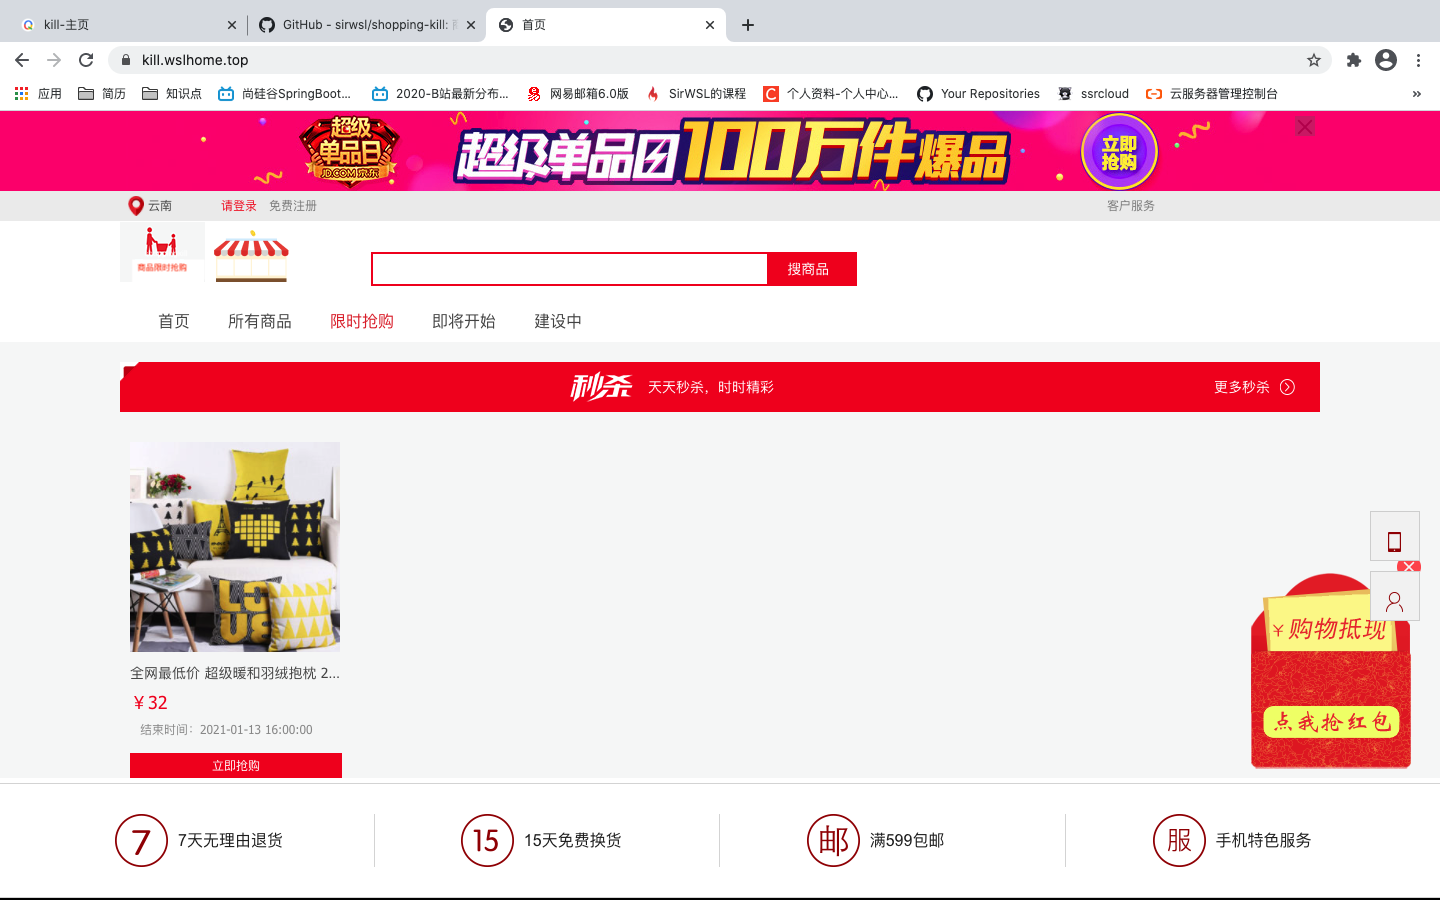 kill-主页
GitHub - sirwsl/shopping-kill:
首页
kill.wslhome.top
应用 简历 知识点 尚硅谷SpringBoot... 2020-B站最新分布... 网易邮箱6.0版 SirWSL的课程 个人资料-个人中心... Your Repositories ssrcloud 云服务器管理控制台 »
超级
单品日
JD.COM 京东
超级单品日100万件爆品
立即
抢购
云南 请登录 免费注册 客户服务
商品限时抢购
搜商品
首页 所有商品 限时抢购 即将开始 建设中
秒杀 天天秒杀，时时精彩 更多秒杀
LO
全网最低价 超级暖和羽绒抱枕 2...
￥32
结束时间：2021-01-13 16:00:00
立即抢购
￥购物抵现
点我抢红包
7 7天无理由退货
15 15天免费换货
邮 满599包邮
服 手机特色服务